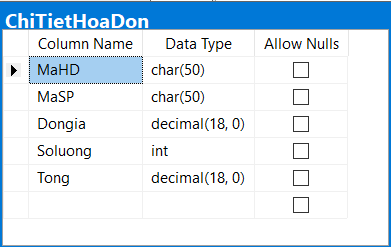 ChiTietHoaDon
Column Name Data Type Allow Nulls
MaHD char(50)
MaSP char(50)
Dongia decimal(18, 0)
Soluong int
Tong decimal(18, 0)